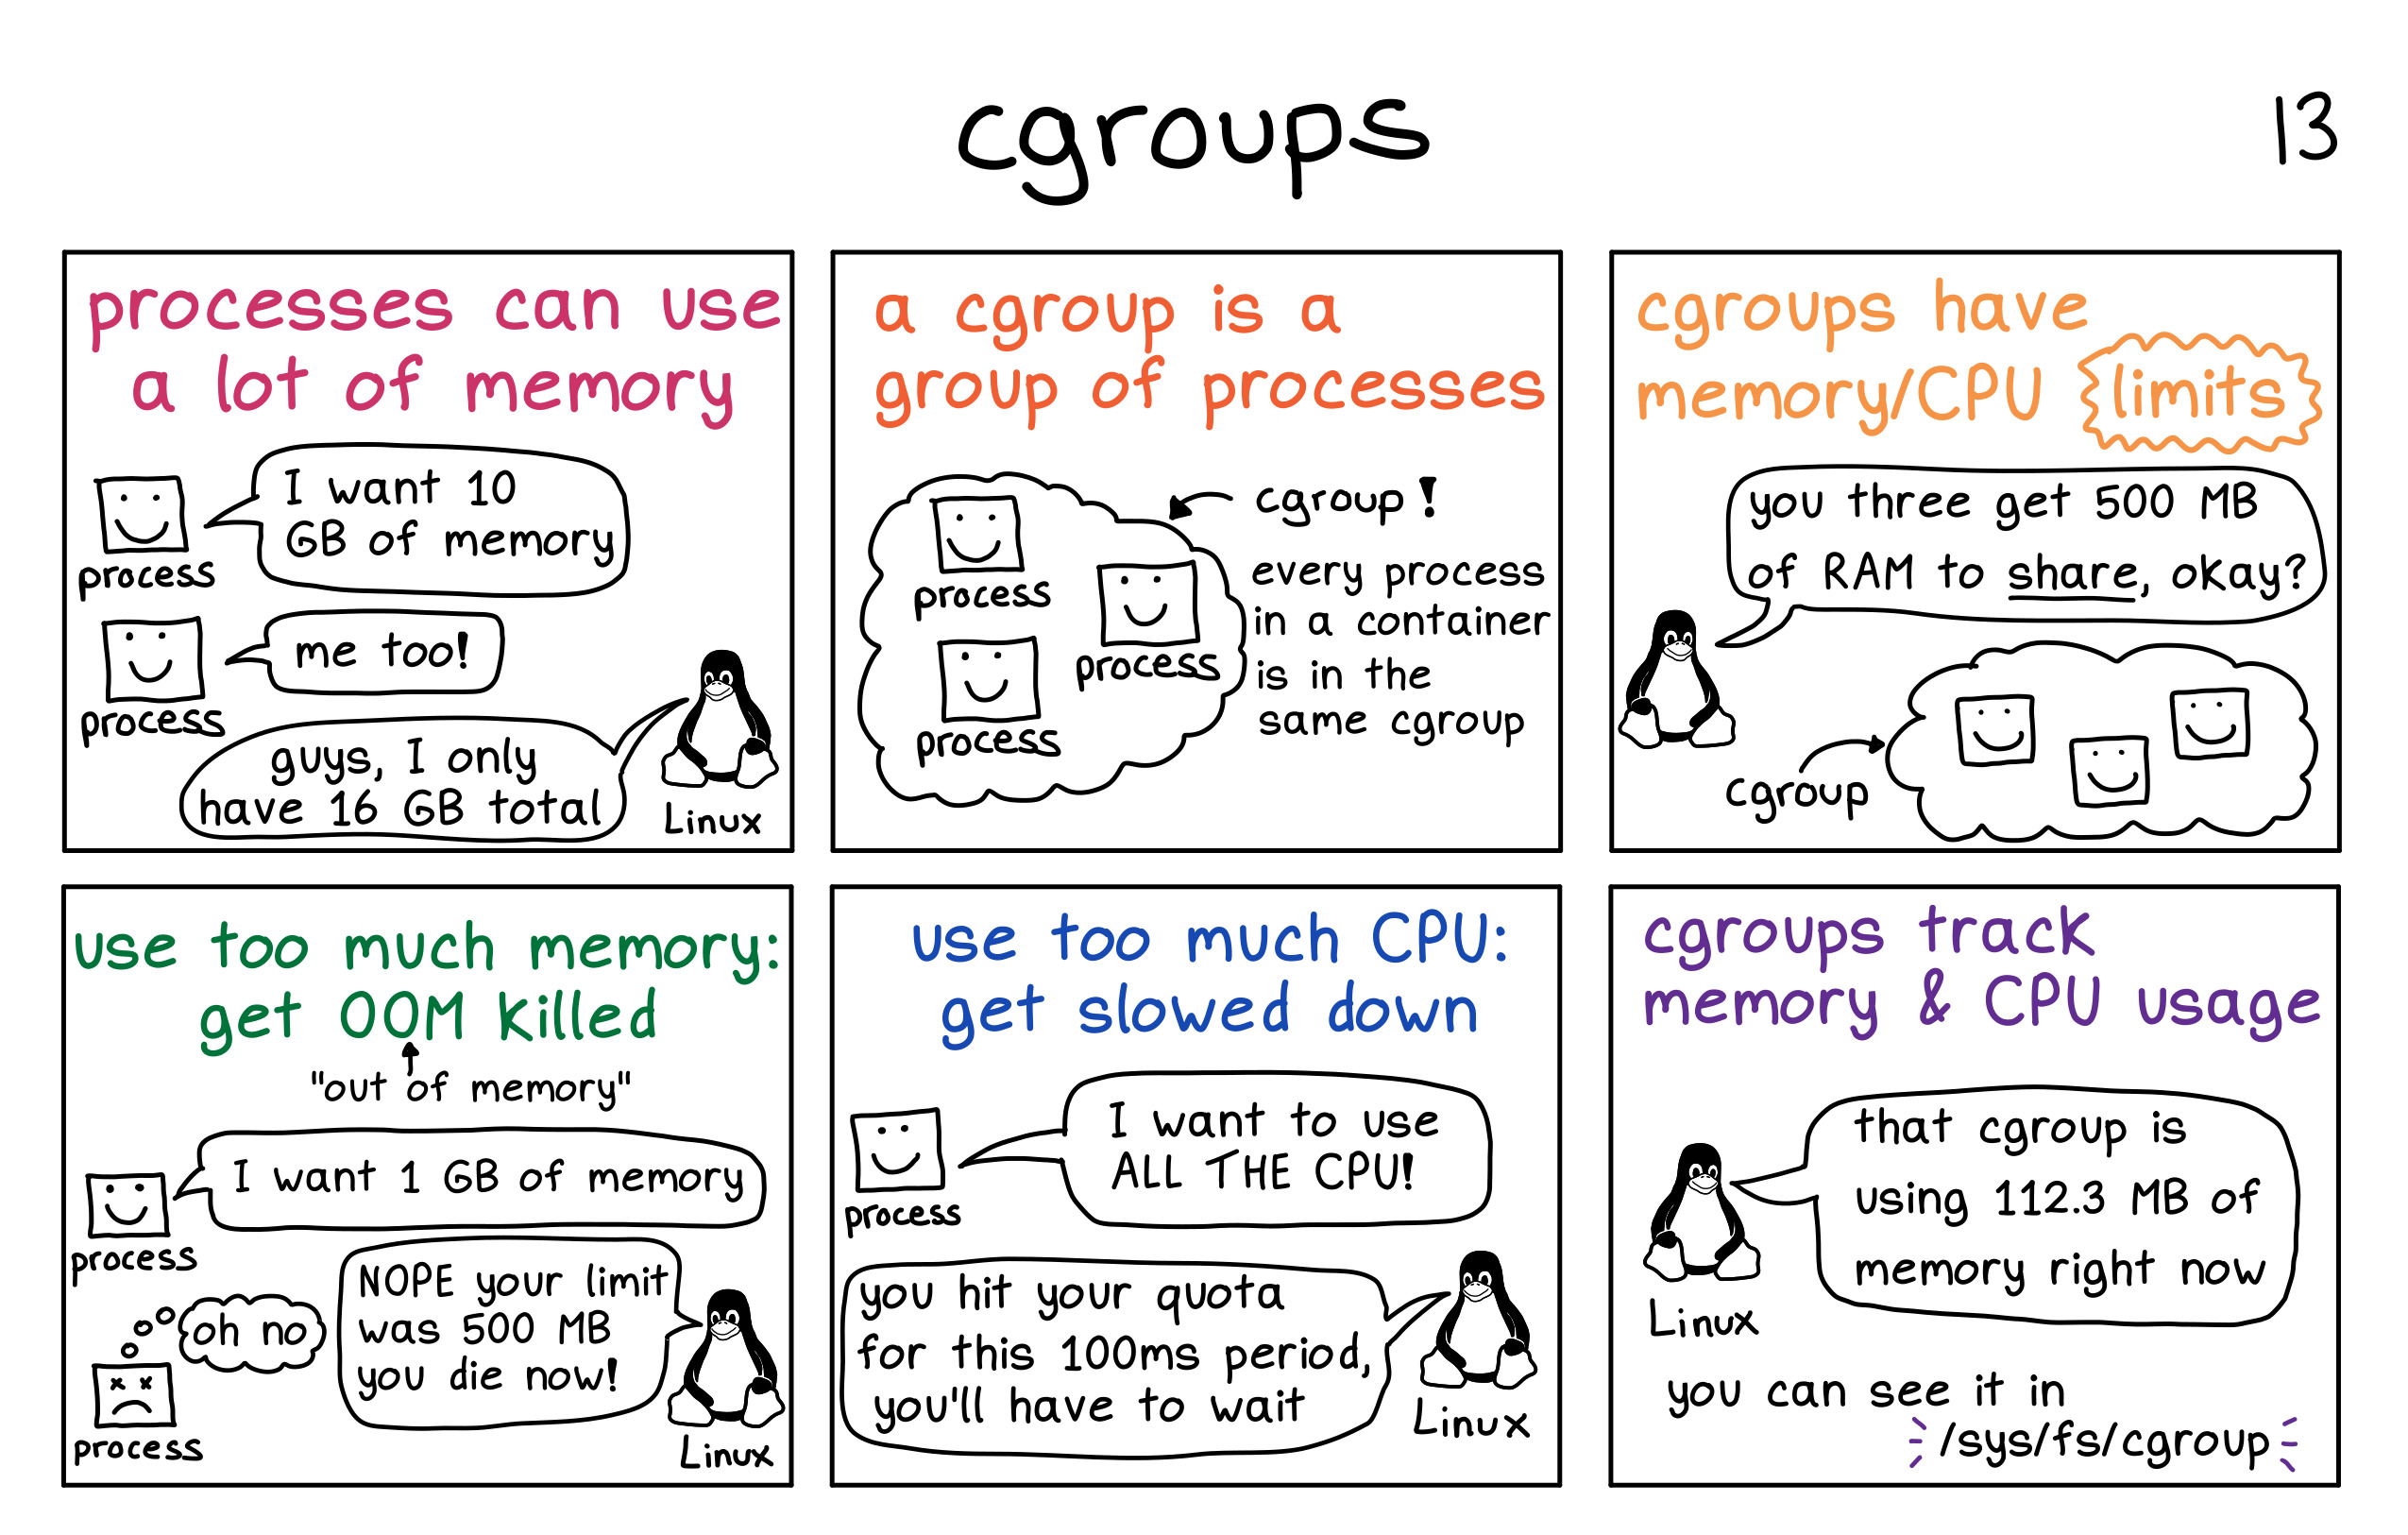 cgroups
13
processes can use
a lot of memory
I want 10
GB of memory
process
me too!
process
guys, I only
have 16 GB total
Linux
a cgroup is a
group of processes
process
process
process
cgroup!
every process
in a container
is in the
same cgroup
cgroups have
memory/CPU limits
you three get 500 MB
of RAM to share, okay?
cgroup
use too much memory:
get OOM killed
"out of memory"
I want 1 GB of memory
process
NOPE your limit
was 500 MB
you die now!
oh no
process
Linux
use too much CPU:
get slowed down
I want to use
ALL THE CPU!
process
you hit your quota
for this 100ms period,
you'll have to wait
Linux
cgroups track
memory & CPU usage
that cgroup is
using 112.3 MB of
memory right now
Linux
you can see it in
/sys/fs/cgroup